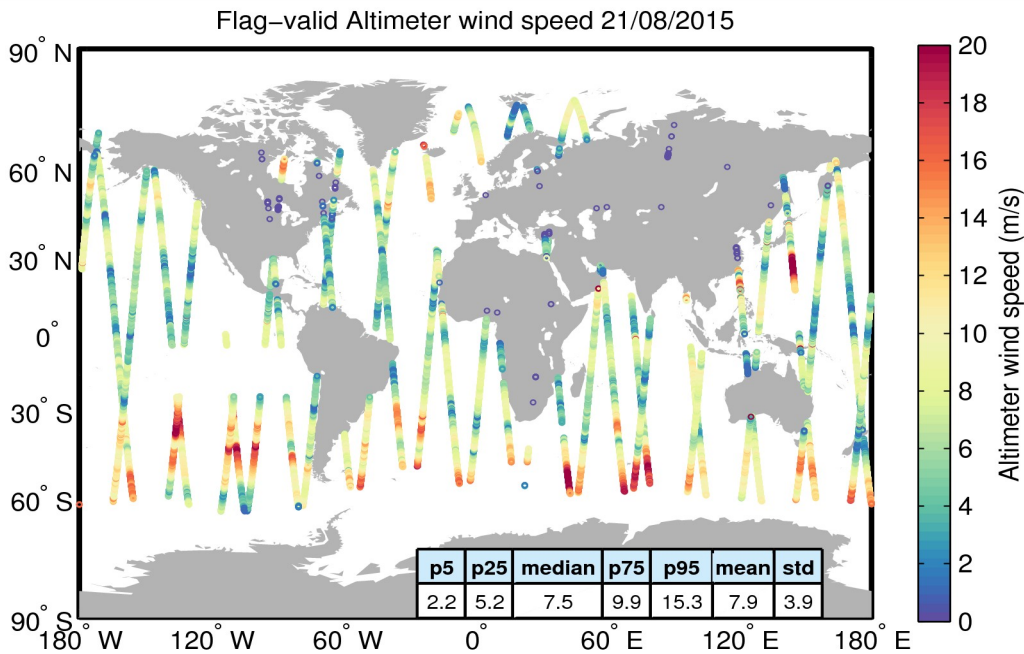 Flag−valid Altimeter wind speed 21/08/2015
90° N
60° N
30° N
0°
30° S
60° S
90° S
180° W
120° W
60° W
0°
60° E
120° E
180° E
p5 p25 median p75 p95 mean std
2.2 5.2 7.5 9.9 15.3 7.9 3.9
20
18
16
14
12
10
8
6
4
2
0
Altimeter wind speed (m/s)